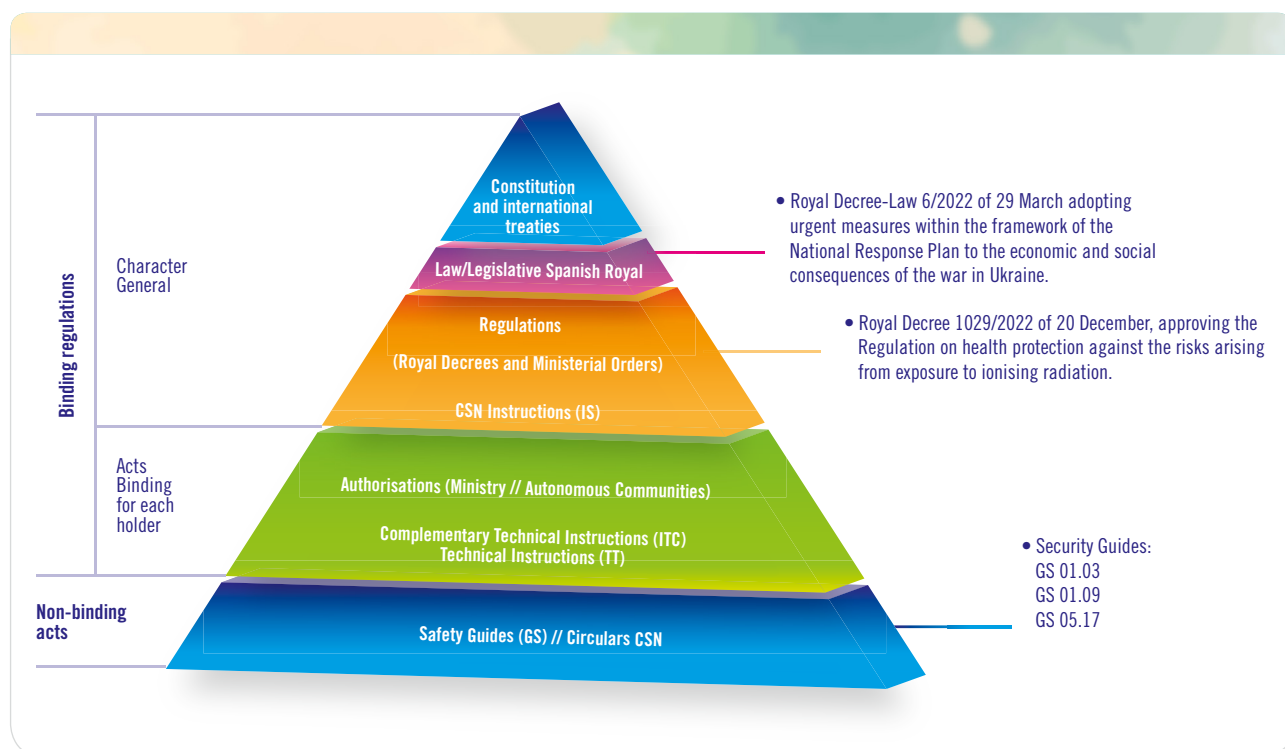 Constitution
and international
treaties
Law/Legislative Spanish Royal
Regulations
(Royal Decrees and Ministerial Orders)
CSN Instructions (IS)
Authorisations (Ministry // Autonomous Communities)
Complementary Technical Instructions (ITC)
Technical Instructions (TT)
Safety Guides (GS) // Circulars CSN
Binding regulations
Character
General
Acts
Binding
for each
holder
Non-binding
acts
• Royal Decree-Law 6/2022 of 29 March adopting
urgent measures within the framework of the
National Response Plan to the economic and social
consequences of the war in Ukraine.
• Royal Decree 1029/2022 of 20 December, approving the
Regulation on health protection against the risks arising
from exposure to ionising radiation.
• Security Guides:
GS 01.03
GS 01.09
GS 05.17